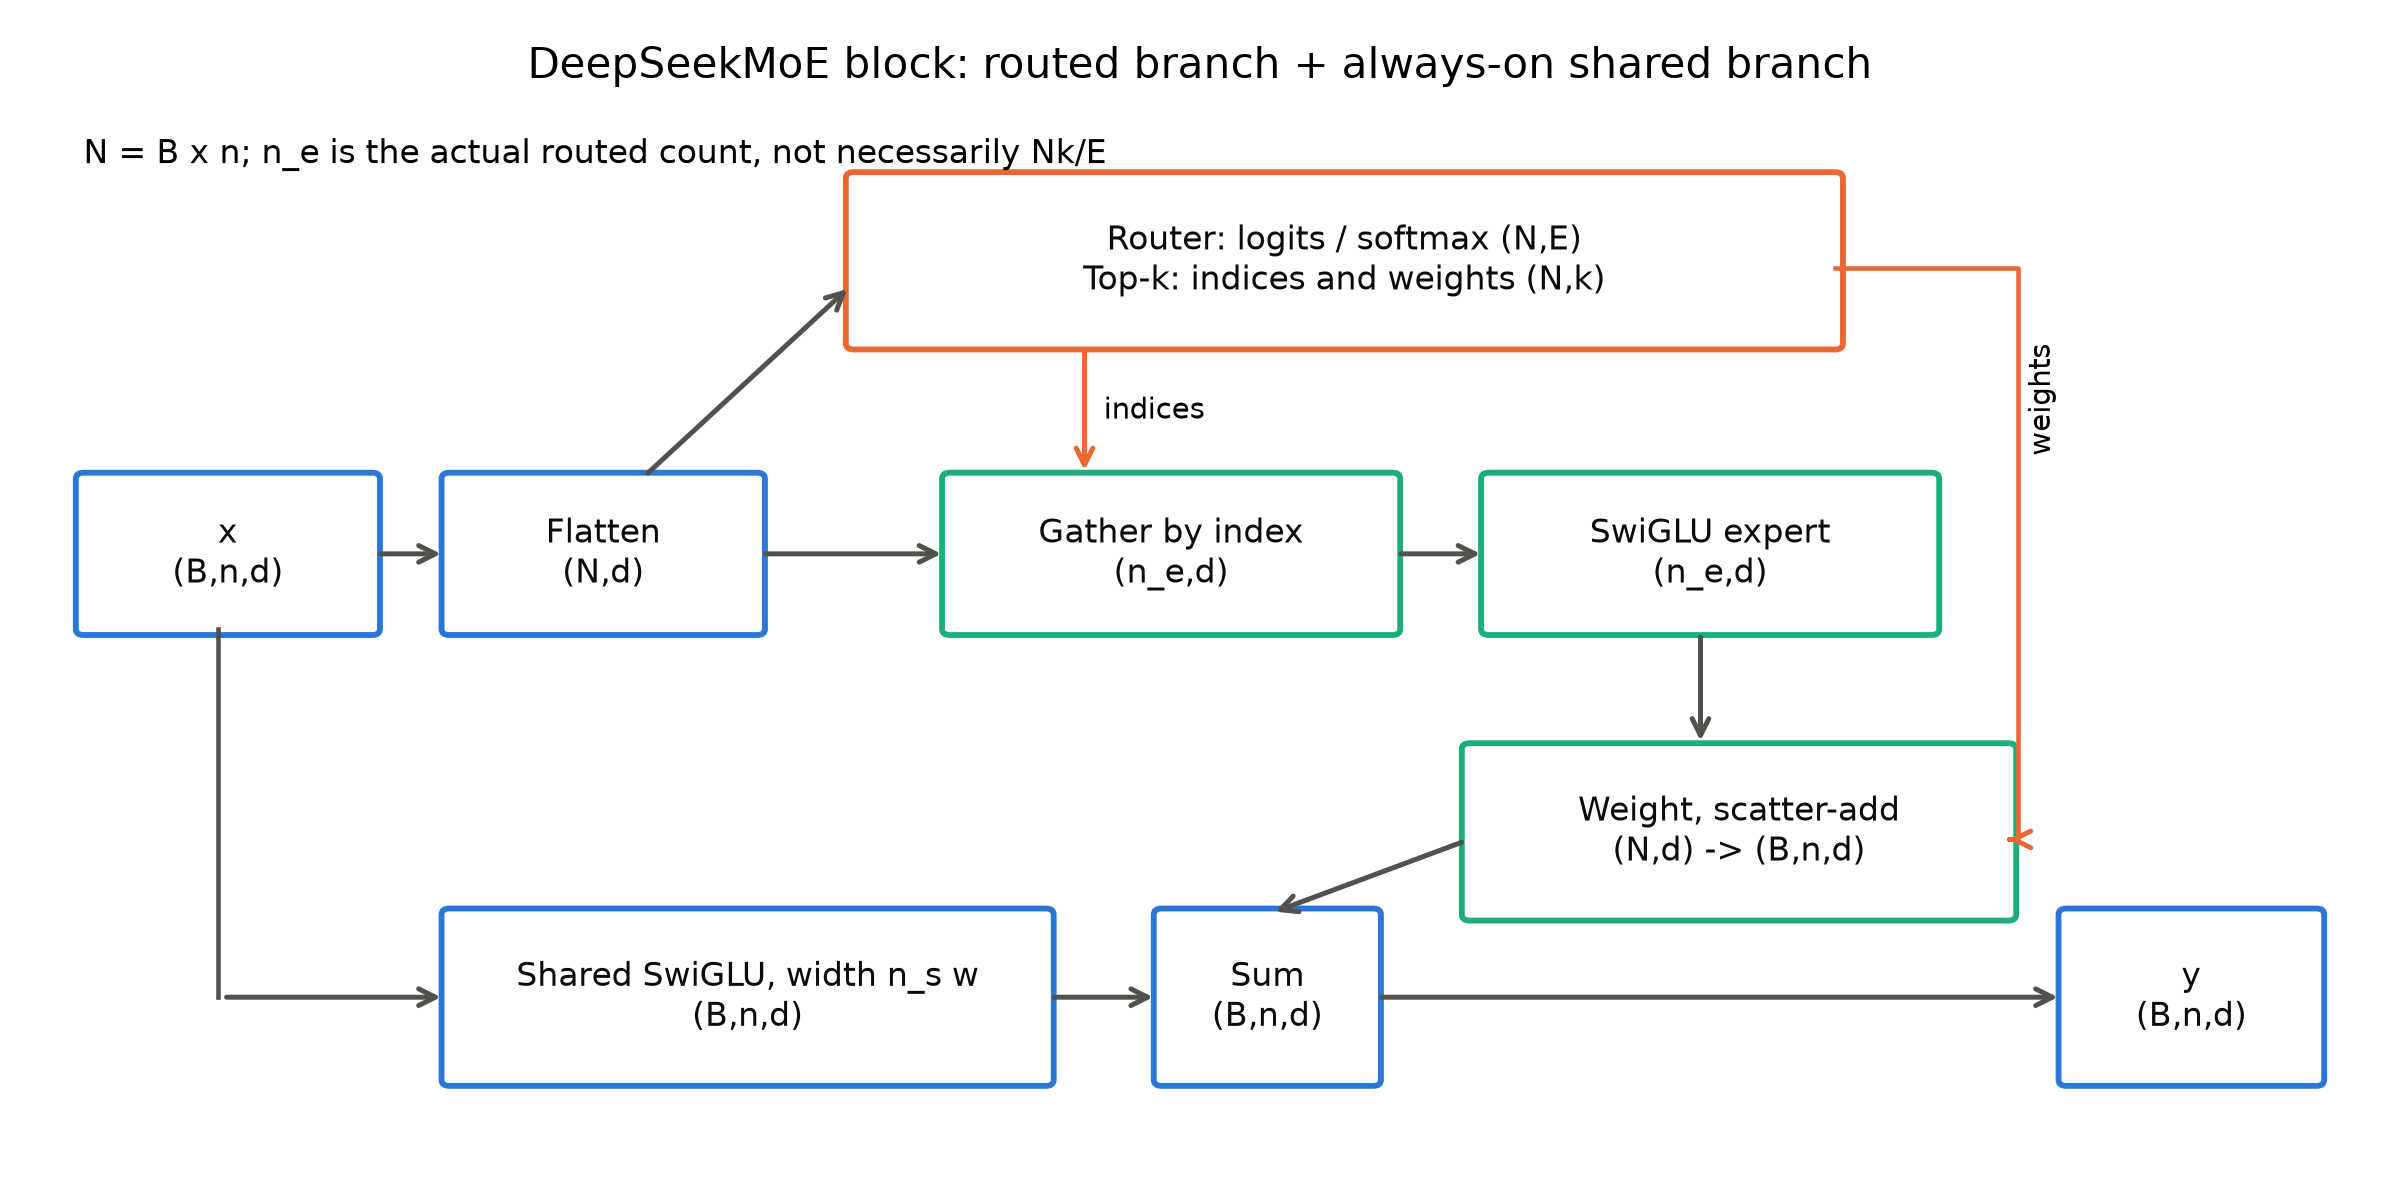 DeepSeekMoE block: routed branch + always-on shared branch
N = B x n; n_e is the actual routed count, not necessarily Nk/E
Router: logits / softmax (N,E)
Top-k: indices and weights (N,k)
indices
weights
x
(B,n,d)
Flatten
(N,d)
Gather by index
(n_e,d)
SwiGLU expert
(n_e,d)
Weight, scatter-add
(N,d) -> (B,n,d)
Shared SwiGLU, width n_s w
(B,n,d)
Sum
(B,n,d)
y
(B,n,d)